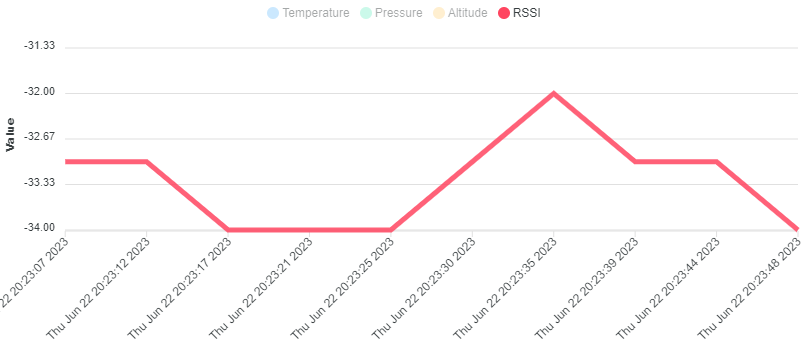 Temperature Pressure Altitude RSSI
-31.33
-32.00
-32.67
-33.33
-34.00
Value
22 20:23:07 2023
Thu Jun 22 20:23:12 2023
Thu Jun 22 20:23:17 2023
Thu Jun 22 20:23:21 2023
Thu Jun 22 20:23:25 2023
Thu Jun 22 20:23:30 2023
Thu Jun 22 20:23:35 2023
Thu Jun 22 20:23:39 2023
Thu Jun 22 20:23:44 2023
Thu Jun 22 20:23:48 2023